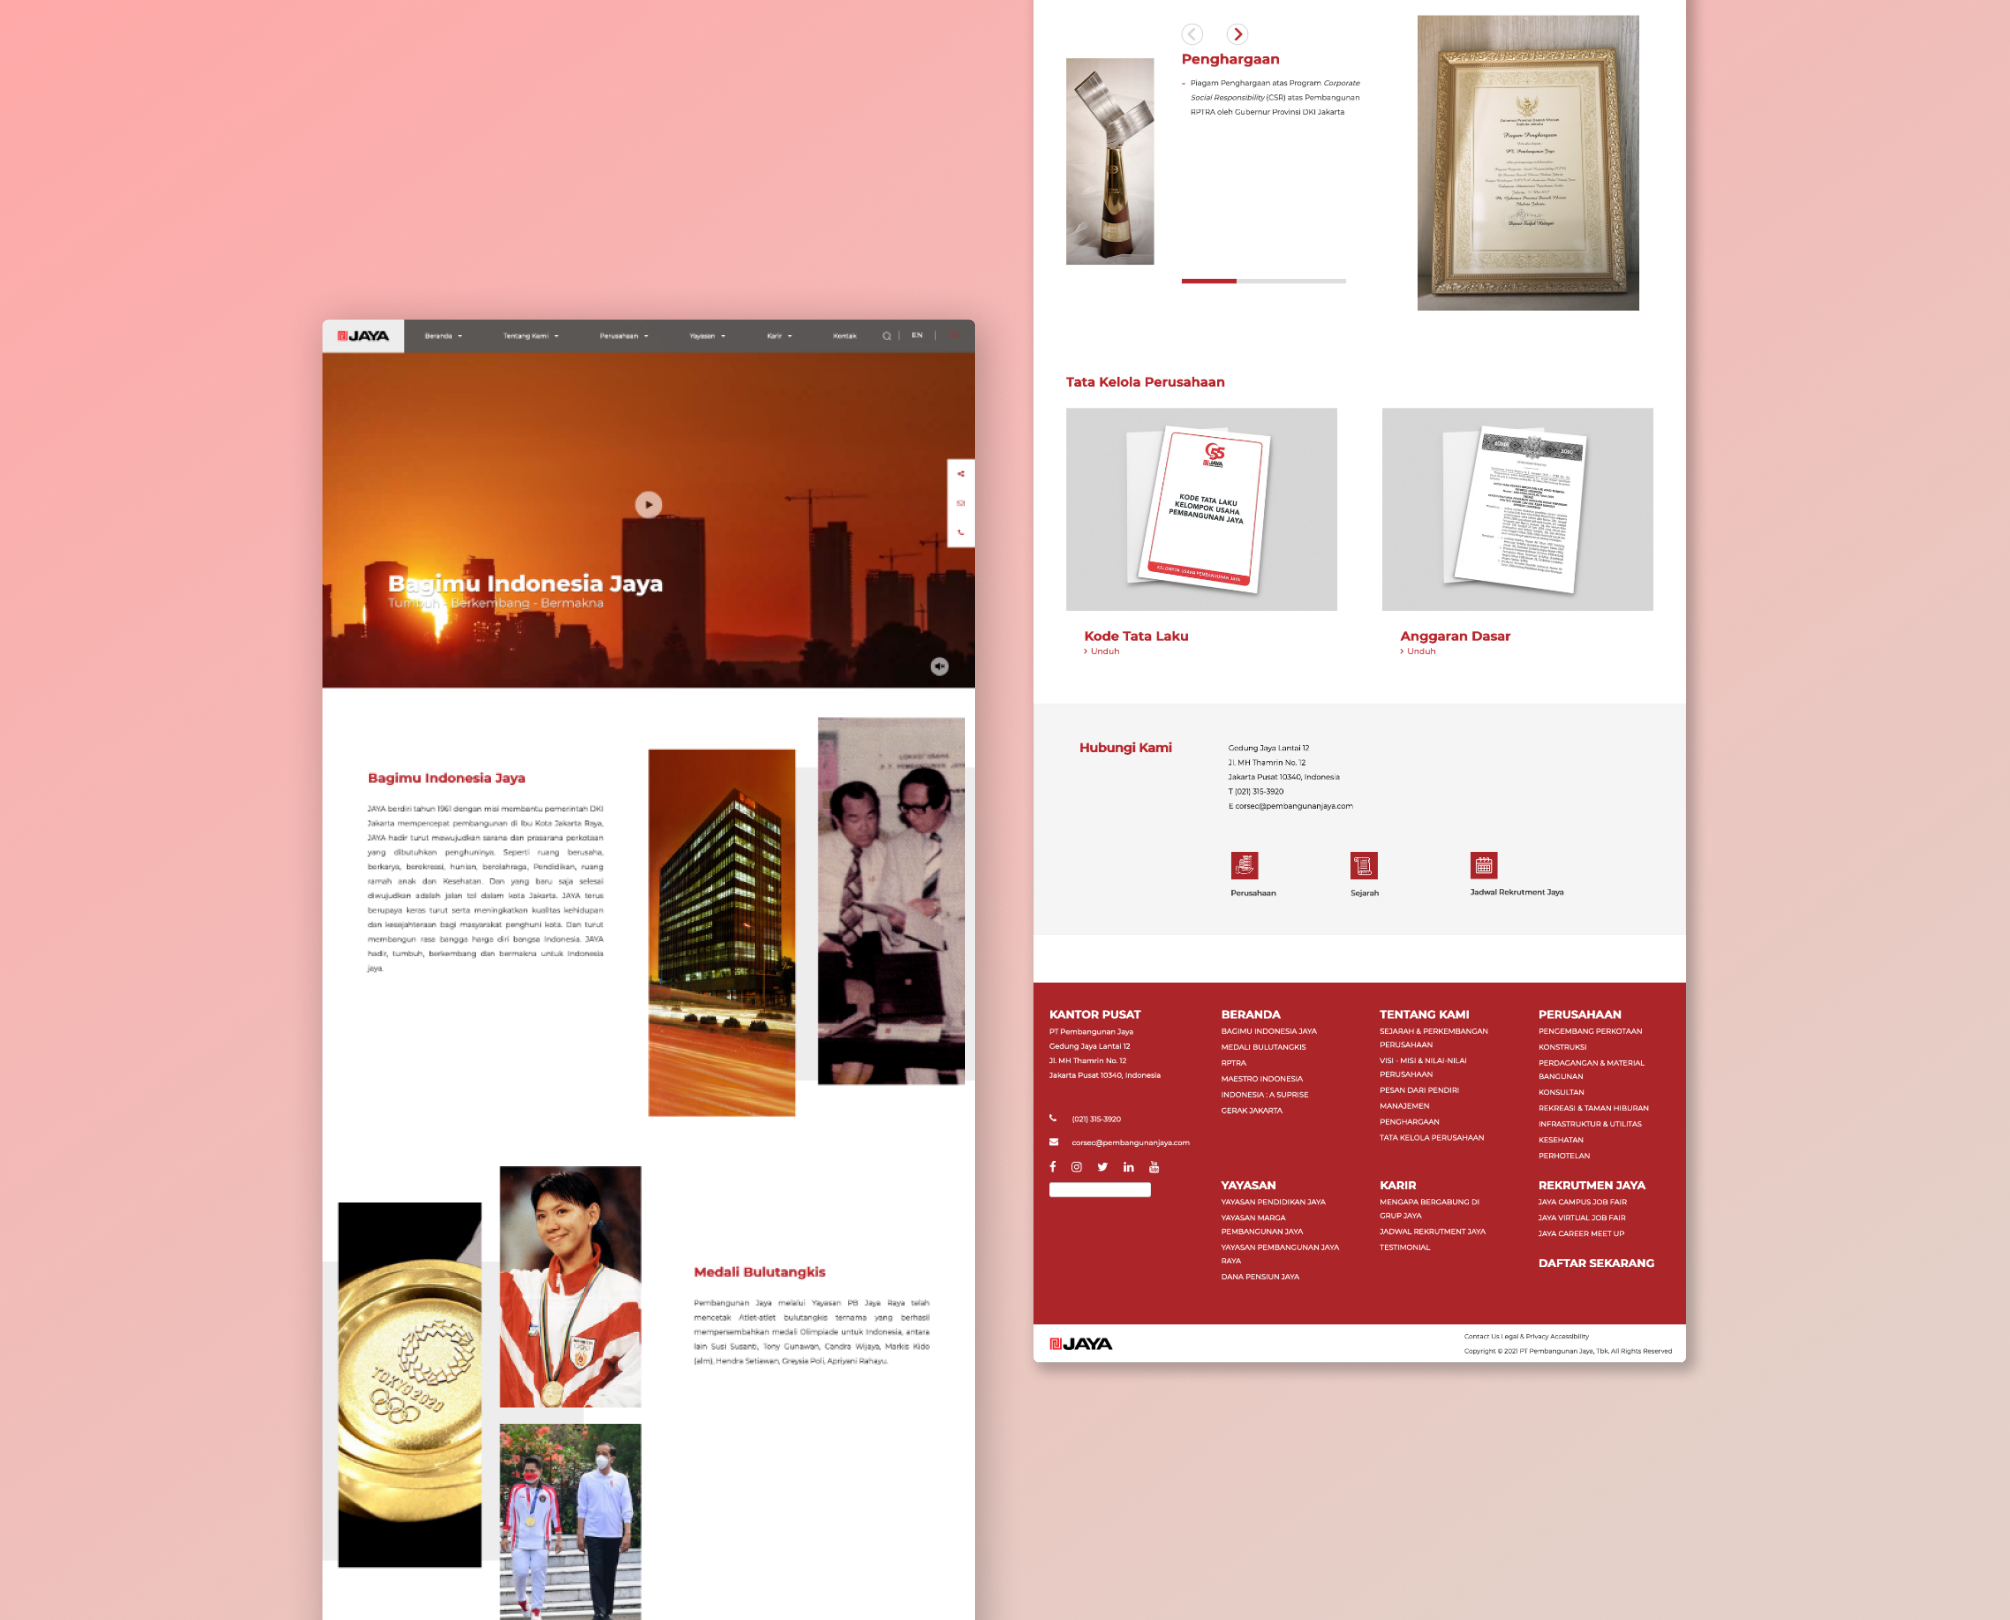 JAYA
Beranda
Tentang Kami
Perusahaan
Yayasan
Karir
Kontak
EN
Bagimu Indonesia Jaya
Tumbuh - Berkembang - Bermakna
Bagimu Indonesia Jaya
JAYA berdiri tahun 1961 dengan misi membantu pemerintah DKI
Jakarta mempercepat pembangunan di Ibu Kota Jakarta Raya,
JAYA hadir turut mewujudkan sarana dan prasarana perkotaan
yang dibutuhkan penghuninya. Seperti ruang berusaha,
berkarya, berekreasi, hunian, berolahraga, Pendidikan, ruang
ramah anak dan Kesehatan. Dan yang baru saja selesai
diwujudkan adalah jalan tol dalam kota Jakarta. JAYA terus
berupaya keras turut serta meningkatkan kualitas kehidupan
dan kesejahteraan bagi masyarakat penghuni kota. Dan turut
membangun rasa bangga harga diri bangsa Indonesia. JAYA
hadir, tumbuh, berkembang dan bermakna untuk Indonesia
jaya.
TOKYO 2020
Medali Bulutangkis
Pembangunan Jaya melalui Yayasan PB Jaya Raya telah
mencetak Atlet-atlet bulutangkis ternama yang berhasil
mempersembahkan medali Olimpiade untuk Indonesia, antara
lain Susi Susanti, Tony Gunawan, Candra Wijaya, Markis Kido
(alm), Hendra Setiawan, Greysia Poli, Apriyani Rahayu.
Penghargaan
- Piagam Penghargaan atas Program Corporate
Social Responsibility (CSR) atas Pembangunan
RPTRA oleh Gubernur Provinsi DKI Jakarta
Piagam Penghargaan
PT. Pembangunan Jaya
Tata Kelola Perusahaan
55
JAYA
KODE TATA LAKU
KELOMPOK USAHA
PEMBANGUNAN JAYA
KELOMPOK USAHA PEMBANGUNAN JAYA
Kode Tata Laku
> Unduh
Anggaran Dasar
> Unduh
Hubungi Kami
Gedung Jaya Lantai 12
Jl. MH Thamrin No. 12
Jakarta Pusat 10340, Indonesia
T (021) 315-3920
E corsec@pembangunanjaya.com
Perusahaan
Sejarah
Jadwal Rekrutment Jaya
KANTOR PUSAT
PT Pembangunan Jaya
Gedung Jaya Lantai 12
Jl. MH Thamrin No. 12
Jakarta Pusat 10340, Indonesia
(021) 315-3920
corsec@pembangunanjaya.com
BERANDA
BAGIMU INDONESIA JAYA
MEDALI BULUTANGKIS
RPTRA
MAESTRO INDONESIA
INDONESIA : A SUPRISE
GERAK JAKARTA
TENTANG KAMI
SEJARAH & PERKEMBANGAN
PERUSAHAAN
VISI - MISI & NILAI-NILAI
PERUSAHAAN
PESAN DARI PENDIRI
MANAJEMEN
PENGHARGAAN
TATA KELOLA PERUSAHAAN
PERUSAHAAN
PENGEMBANG PERKOTAAN
KONSTRUKSI
PERDAGANGAN & MATERIAL
BANGUNAN
KONSULTAN
REKREASI & TAMAN HIBURAN
INFRASTRUKTUR & UTILITAS
KESEHATAN
PERHOTELAN
YAYASAN
YAYASAN PENDIDIKAN JAYA
YAYASAN MARGA
PEMBANGUNAN JAYA
YAYASAN PEMBANGUNAN JAYA
RAYA
DANA PENSIUN JAYA
KARIR
MENGAPA BERGABUNG DI
GRUP JAYA
JADWAL REKRUTMENT JAYA
TESTIMONIAL
REKRUTMEN JAYA
JAYA CAMPUS JOB FAIR
JAYA VIRTUAL JOB FAIR
JAYA CAREER MEET UP
DAFTAR SEKARANG
JAYA
Contact Us Legal & Privacy Accessibility
Copyright © 2021 PT Pembangunan Jaya, Tbk. All Rights Reserved